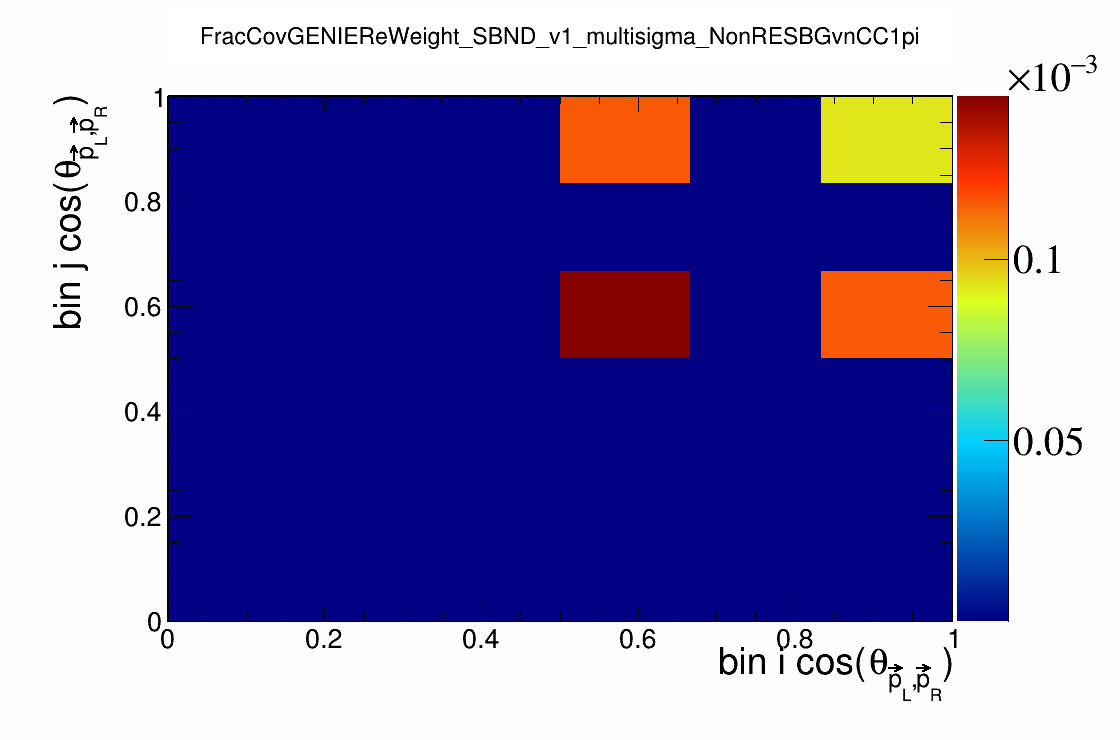 FracCovGENIEReWeight_SBND_v1_multisigma_NonRESBGvnCC1pi
×10⁻³
bin j cos(θ_{p⃗_L,p⃗_R})
1
0.8
0.6
0.4
0.2
0
0 0.2 0.4 0.6 0.8 1
0.1
0.05
bin i cos(θ_{p⃗_L,p⃗_R})